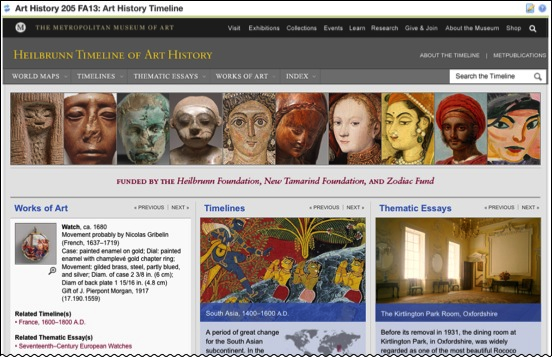 Art History 205 FA13: Art History Timeline
M THE METROPOLITAN MUSEUM OF ART
Visit Exhibitions Collections Events Learn Research Give & Join About the Museum Shop
HEILBRUNN TIMELINE OF ART HISTORY
ABOUT THE TIMELINE | METPUBLICATIONS
WORLD MAPS TIMELINES THEMATIC ESSAYS WORKS OF ART INDEX
Search the Timeline
FUNDED BY THE Heilbrunn Foundation, New Tamarind Foundation, AND Zodiac Fund
Works of Art
« PREVIOUS | NEXT »
Watch, ca. 1680
Movement probably by Nicolas Gribelin
(French, 1637–1719)
Case: painted enamel on gold; Dial: painted
enamel with champlevé gold chapter ring;
Movement: gilded brass, steel, partly blued,
and silver; Diam. of case 2 3/8 in. (6 cm);
Diam of back plate 1 15/16 in. (4.8 cm)
Gift of J. Pierpont Morgan, 1917
(17.190.1559)
Related Timeline(s)
• France, 1600–1800 A.D.
Related Thematic Essay(s)
• Seventeenth-Century European Watches
Timelines
« PREVIOUS | NEXT »
South Asia, 1400–1600 A.D.
A period of great
change for the
South Asian
subcontinent. In the
Thematic Essays
« PREVIOUS | NEXT »
The Kirtlington Park Room, Oxfordshire
Before its removal in 1931, the dining room at
Kirtlington Park, in Oxfordshire, was widely
regarded as one of the most beautiful Rococo